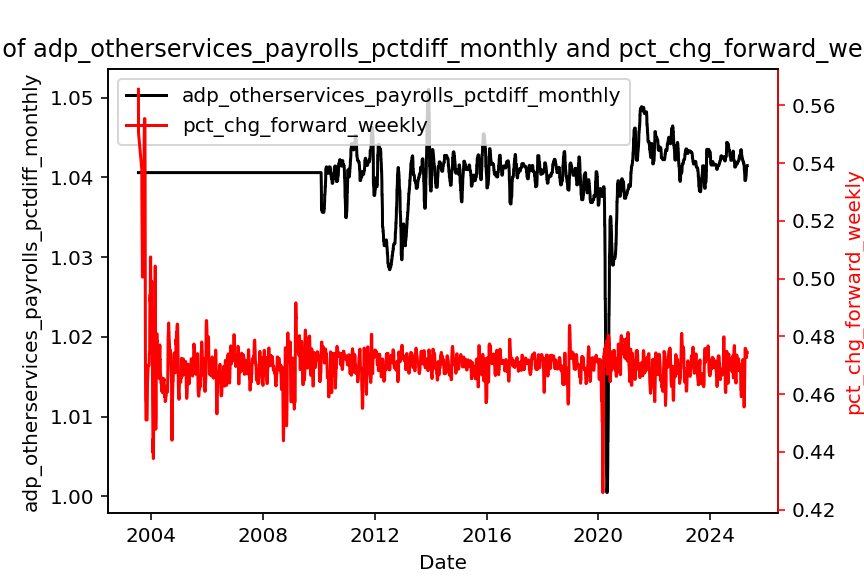 of adp_otherservices_payrolls_pctdiff_monthly and pct_chg_forward_we
adp_otherservices_payrolls_pctdiff_monthly
pct_chg_forward_weekly
adp_otherservices_payrolls_pctdiff_monthly
1.05
1.04
1.03
1.02
1.01
1.00
0.56
0.54
0.52
0.50
0.48
0.46
0.44
0.42
pct_chg_forward_weekly
2004 2008 2012 2016 2020 2024
Date